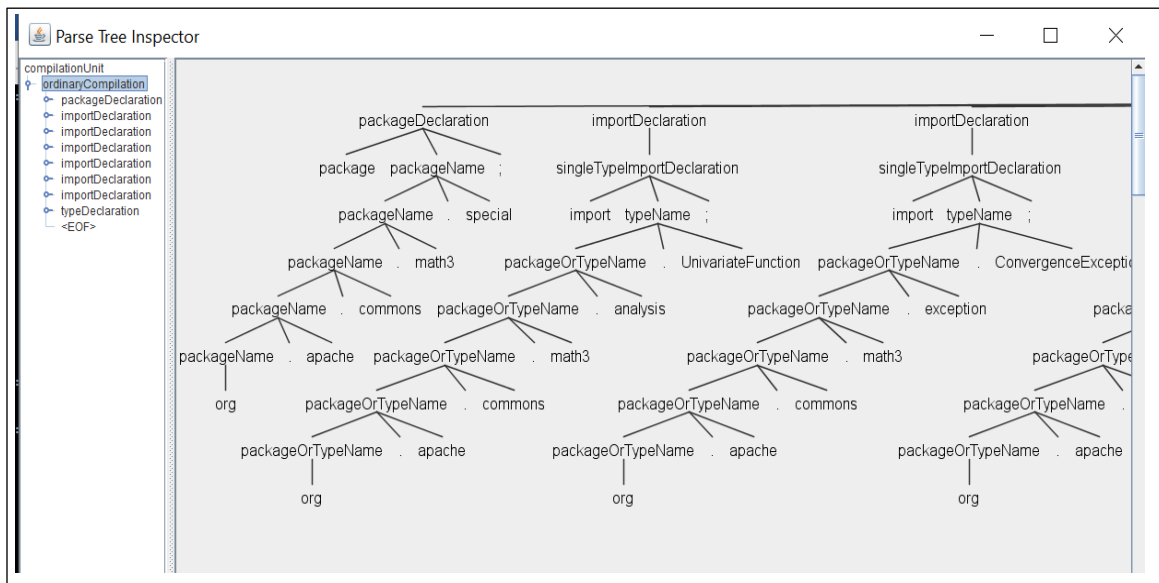 Parse Tree Inspector
compilationUnit
ordinaryCompilation
packageDeclaration
importDeclaration
importDeclaration
importDeclaration
importDeclaration
importDeclaration
importDeclaration
typeDeclaration
<EOF>
packageDeclaration importDeclaration importDeclaration
package packageName ; singleTypeImportDeclaration singleTypeImportDeclaration
packageName . special import typeName ; import typeName ;
packageName . math3 packageOrTypeName . UnivariateFunction packageOrTypeName . ConvergenceExceptio
packageName . commons packageOrTypeName . analysis packageOrTypeName . exception packa
packageName . apache packageOrTypeName . math3 packageOrTypeName . math3 packageOrType
org packageOrTypeName . commons packageOrTypeName . commons packageOrTypeName .
packageOrTypeName . apache packageOrTypeName . apache packageOrTypeName . apache
org org org